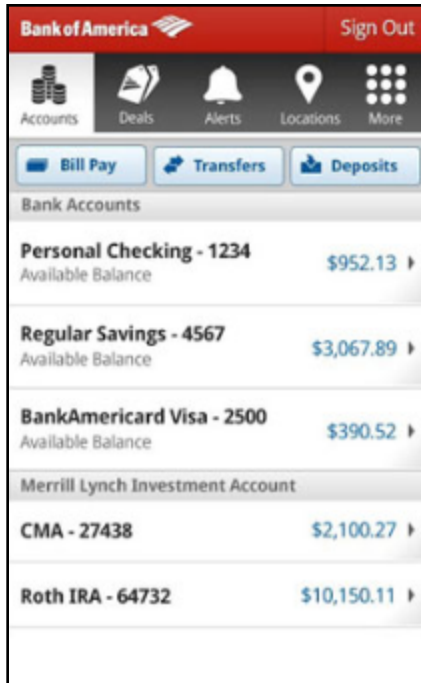 Bank of America
Sign Out
Accounts Deals Alerts Locations More
Bill Pay Transfers Deposits
Bank Accounts
Personal Checking - 1234
Available Balance
$952.13
Regular Savings - 4567
Available Balance
$3,067.89
BankAmericard Visa - 2500
Available Balance
$390.52
Merrill Lynch Investment Account
CMA - 27438 $2,100.27
Roth IRA - 64732 $10,150.11